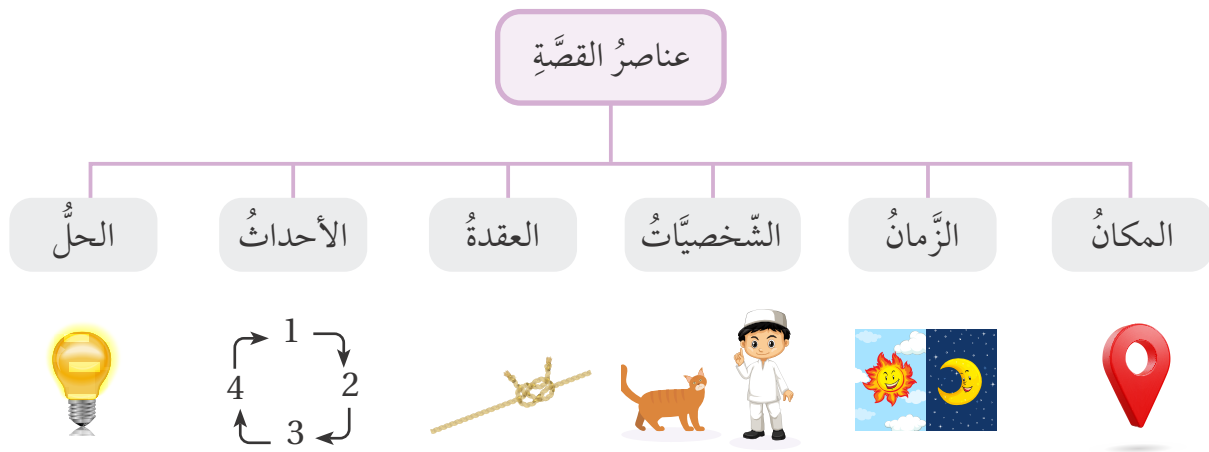 عناصرُ القصَّةِ
المكانُ
الزَّمانُ
الشّخصيَّاتُ
العقدةُ
الأحداثُ
الحلُّ
1
2
3
4